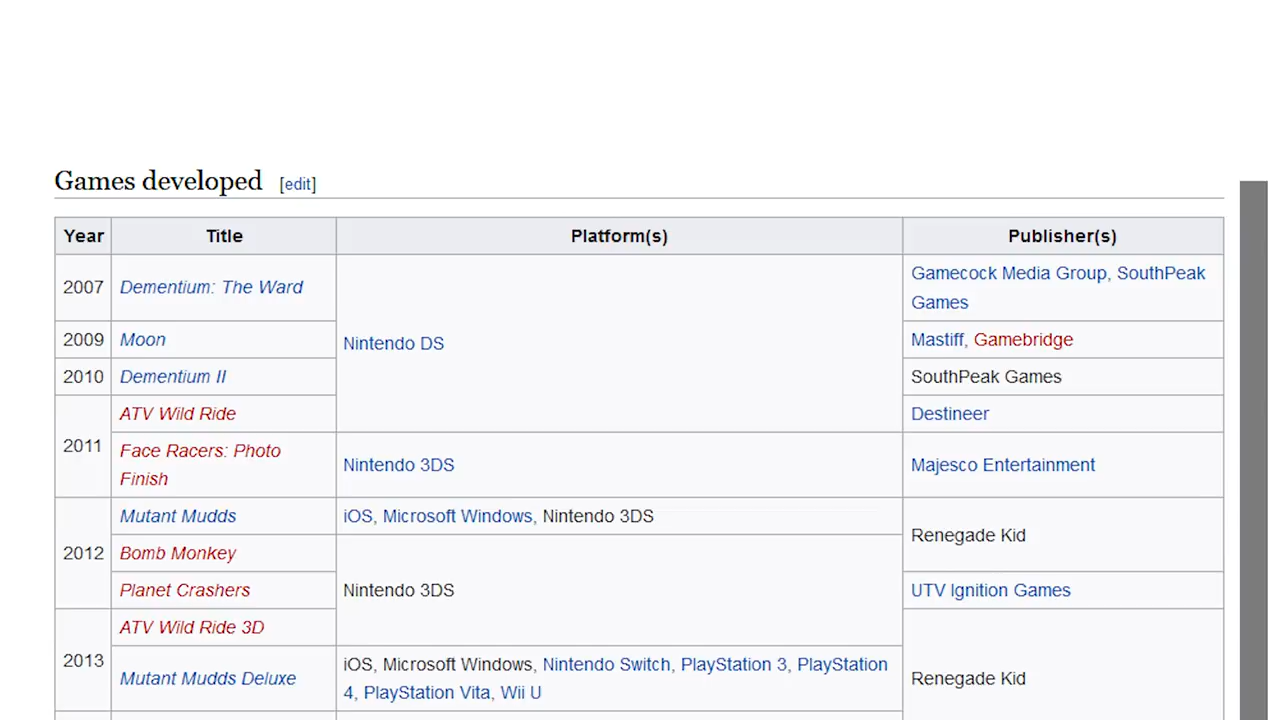 Games developed [edit]
Year Title Platform(s) Publisher(s)
2007 Dementium: The Ward Nintendo DS Gamecock Media Group, SouthPeak
Games
2009 Moon Mastiff, Gamebridge
2010 Dementium II SouthPeak Games
2011 ATV Wild Ride Destineer
Face Racers: Photo
Finish Nintendo 3DS Majesco Entertainment
2012 Mutant Mudds iOS, Microsoft Windows, Nintendo 3DS Renegade Kid
Bomb Monkey Nintendo 3DS
Planet Crashers UTV Ignition Games
2013 ATV Wild Ride 3D Renegade Kid
Mutant Mudds Deluxe iOS, Microsoft Windows, Nintendo Switch, PlayStation 3, PlayStation
4, PlayStation Vita, Wii U